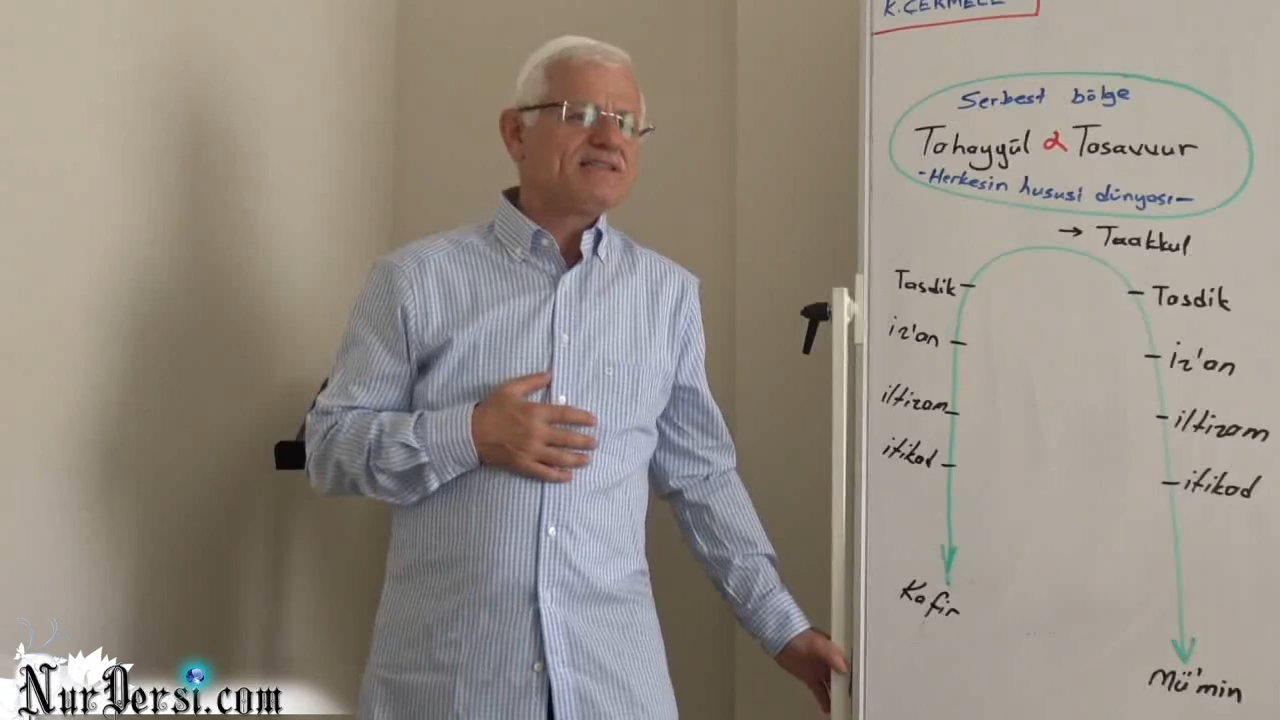 K. ÇERMELİ
Serbest bölge
Tahayyül & Tasavvur
-Herkesin hususi dünyası-
→ Taakkul
Tasdik
Tasdik
iz'an
iz'an
iltizam
iltizam
itikad
itikad
Kafir
Mü'min
NurDersi.com